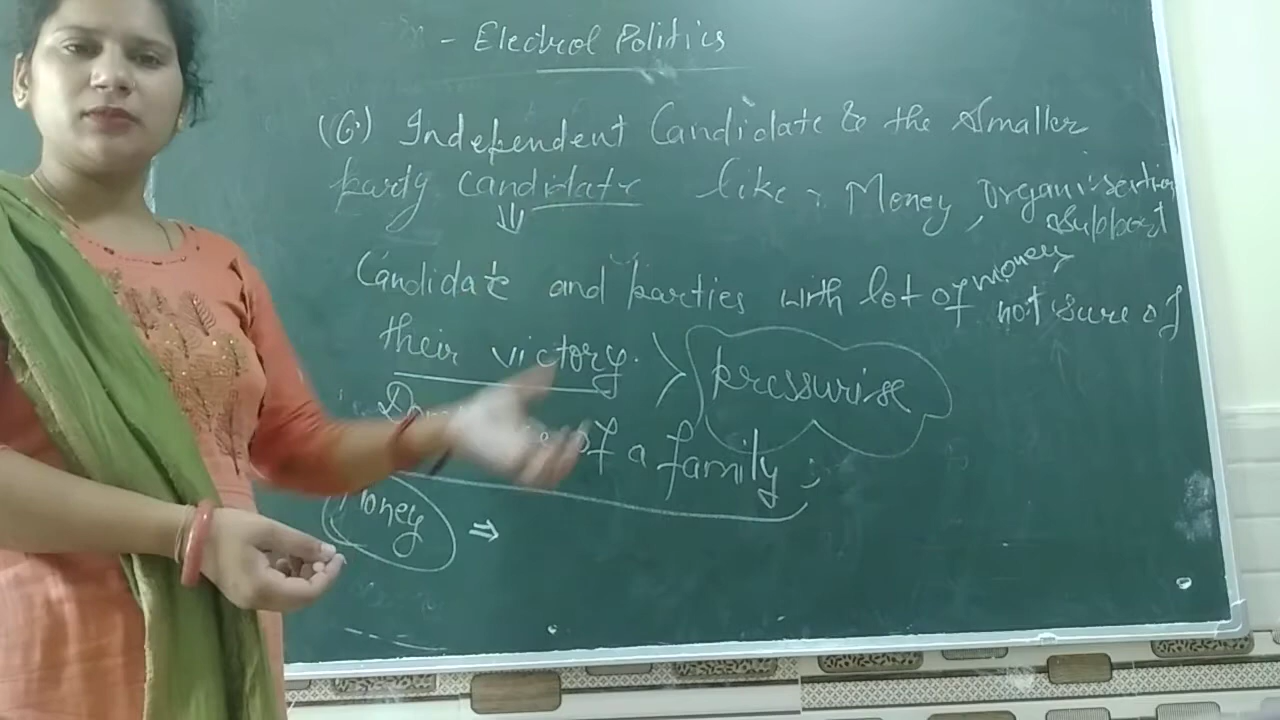 - Electrol Politics
(6.) Independent Candidate & the Smaller
party candidate like :- Money, Organisation support
⇓
Candidate and parties with lot of money not sure of
their victory. > pressurise
of a family :
Money ⇒